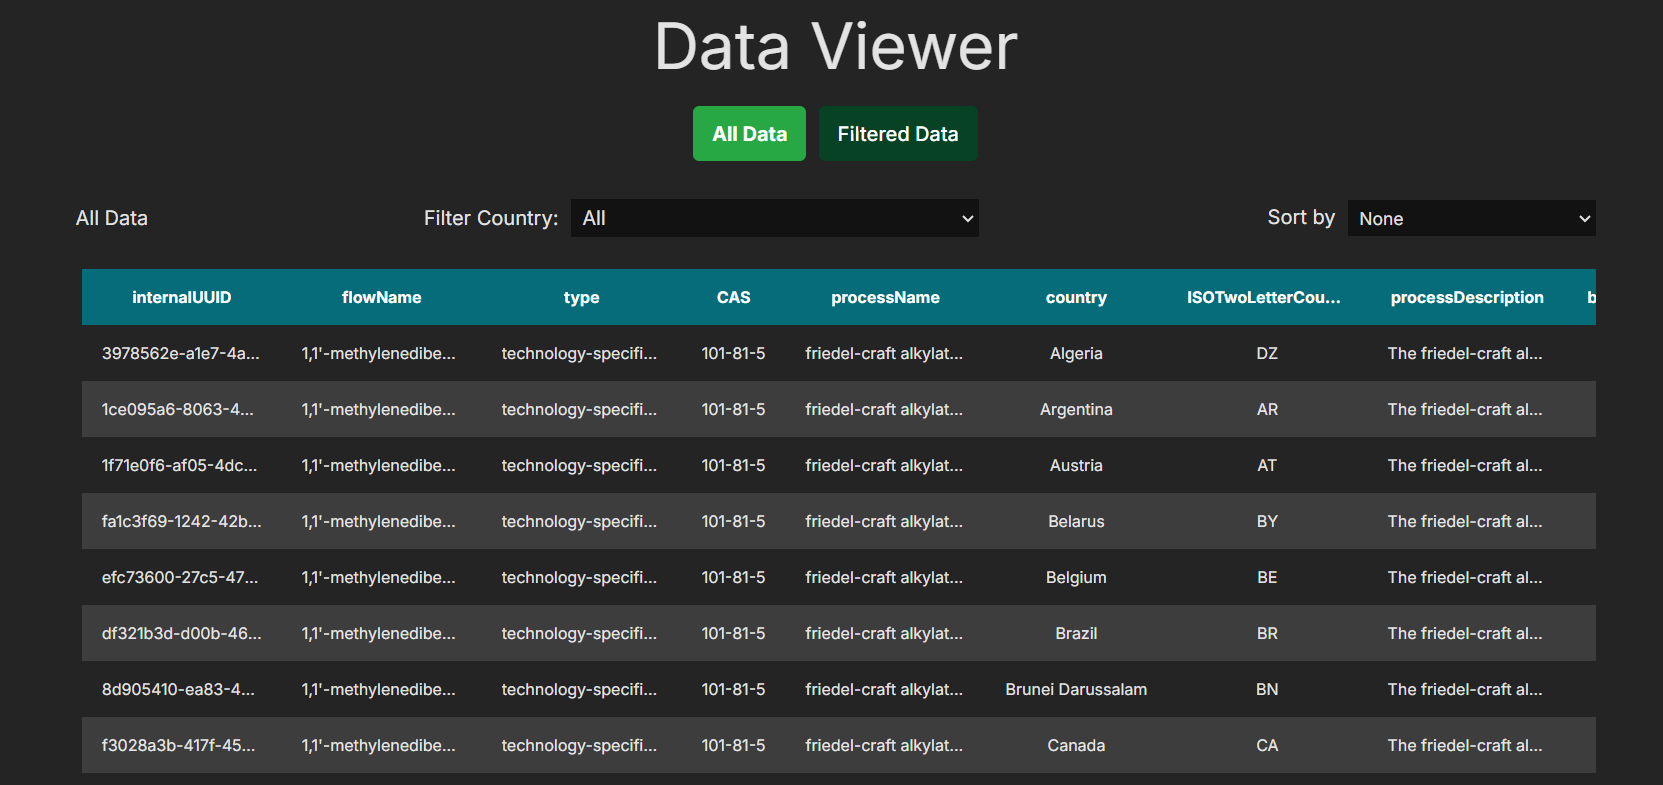 Data Viewer
All Data Filtered Data
All Data Filter Country: All Sort by None
internalUUID flowName type CAS processName country ISOTwoLetterCou... processDescription b
3978562e-a1e7-4a... 1,1'-methylenedibe... technology-specifi... 101-81-5 friedel-craft alkylat... Algeria DZ The friedel-craft al...
1ce095a6-8063-4... 1,1'-methylenedibe... technology-specifi... 101-81-5 friedel-craft alkylat... Argentina AR The friedel-craft al...
1f71e0f6-af05-4dc... 1,1'-methylenedibe... technology-specifi... 101-81-5 friedel-craft alkylat... Austria AT The friedel-craft al...
fa1c3f69-1242-42b... 1,1'-methylenedibe... technology-specifi... 101-81-5 friedel-craft alkylat... Belarus BY The friedel-craft al...
efc73600-27c5-47... 1,1'-methylenedibe... technology-specifi... 101-81-5 friedel-craft alkylat... Belgium BE The friedel-craft al...
df321b3d-d00b-46... 1,1'-methylenedibe... technology-specifi... 101-81-5 friedel-craft alkylat... Brazil BR The friedel-craft al...
8d905410-ea83-4... 1,1'-methylenedibe... technology-specifi... 101-81-5 friedel-craft alkylat... Brunei Darussalam BN The friedel-craft al...
f3028a3b-417f-45... 1,1'-methylenedibe... technology-specifi... 101-81-5 friedel-craft alkylat... Canada CA The friedel-craft al...